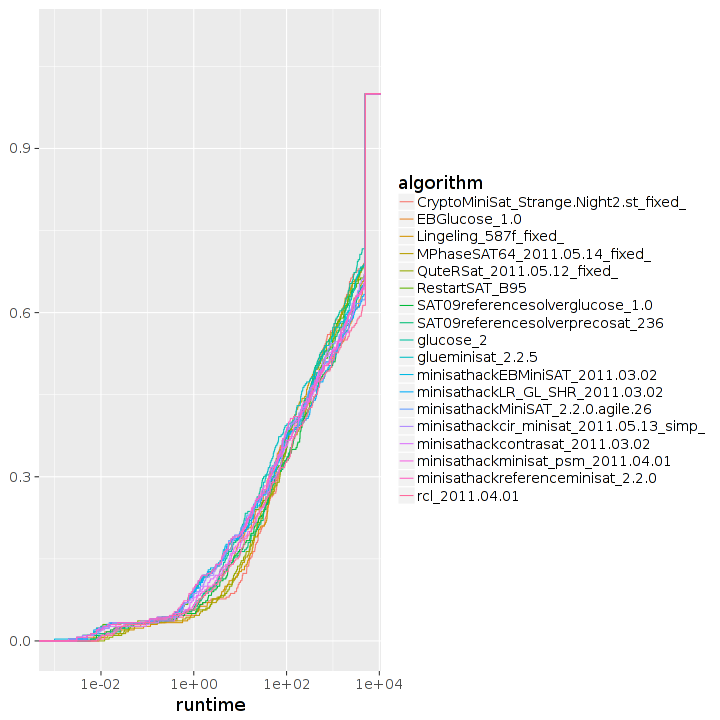 0.9
0.6
0.3
0.0
1e-02 1e+00 1e+02 1e+04
runtime
algorithm
CryptoMiniSat_Strange.Night2.st_fixed_
EBGlucose_1.0
Lingeling_587f_fixed_
MPhaseSAT64_2011.05.14_fixed_
QuteRSat_2011.05.12_fixed_
RestartSAT_B95
SAT09referencesolverglucose_1.0
SAT09referencesolverprecosat_236
glucose_2
glueminisat_2.2.5
minisathackEBMiniSAT_2011.03.02
minisathackLR_GL_SHR_2011.03.02
minisathackMiniSAT_2.2.0.agile.26
minisathackcir_minisat_2011.05.13_simp_
minisathackcontrasat_2011.03.02
minisathackminisat_psm_2011.04.01
minisathackreferenceminisat_2.2.0
rcl_2011.04.01